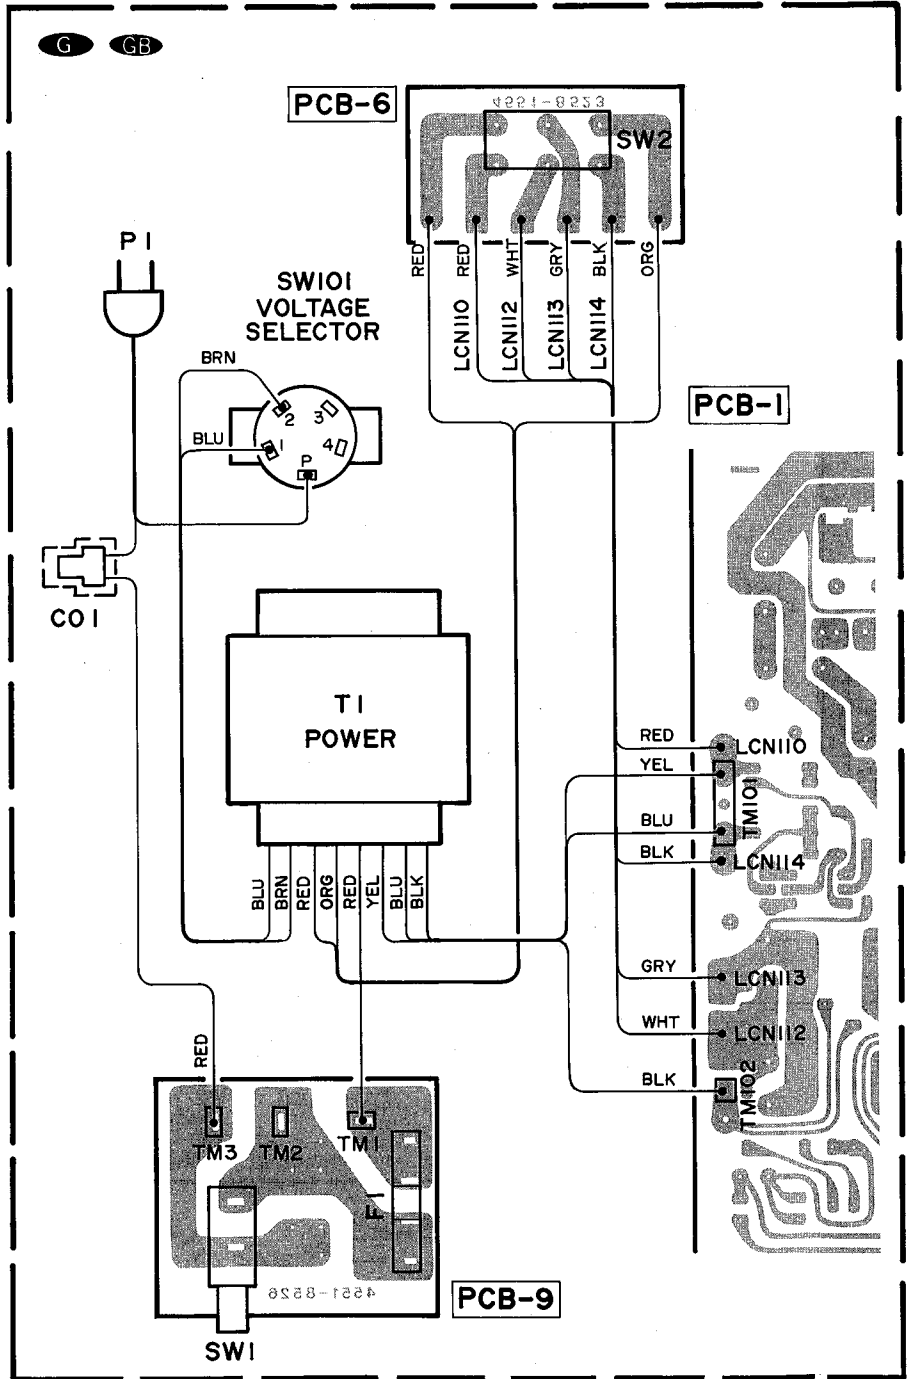 G GB
PCB-6
4551-8523
SW2
RED RED WHT GRY BLK ORG
LCN110 LCN112 LCN113 LCN114
P1
SW101
VOLTAGE
SELECTOR
BRN
BLU
2 3
1 4
P
PCB-1
CO1
T1
POWER
RED LCN110
YEL
TM101
BLU
BLK LCN114
BLU BRN RED ORG RED YEL BLU BLK
GRY LCN113
WHT LCN112
BLK
TM102
RED
TM3 TM2 TM1
F1
4551-8526
PCB-9
SW1